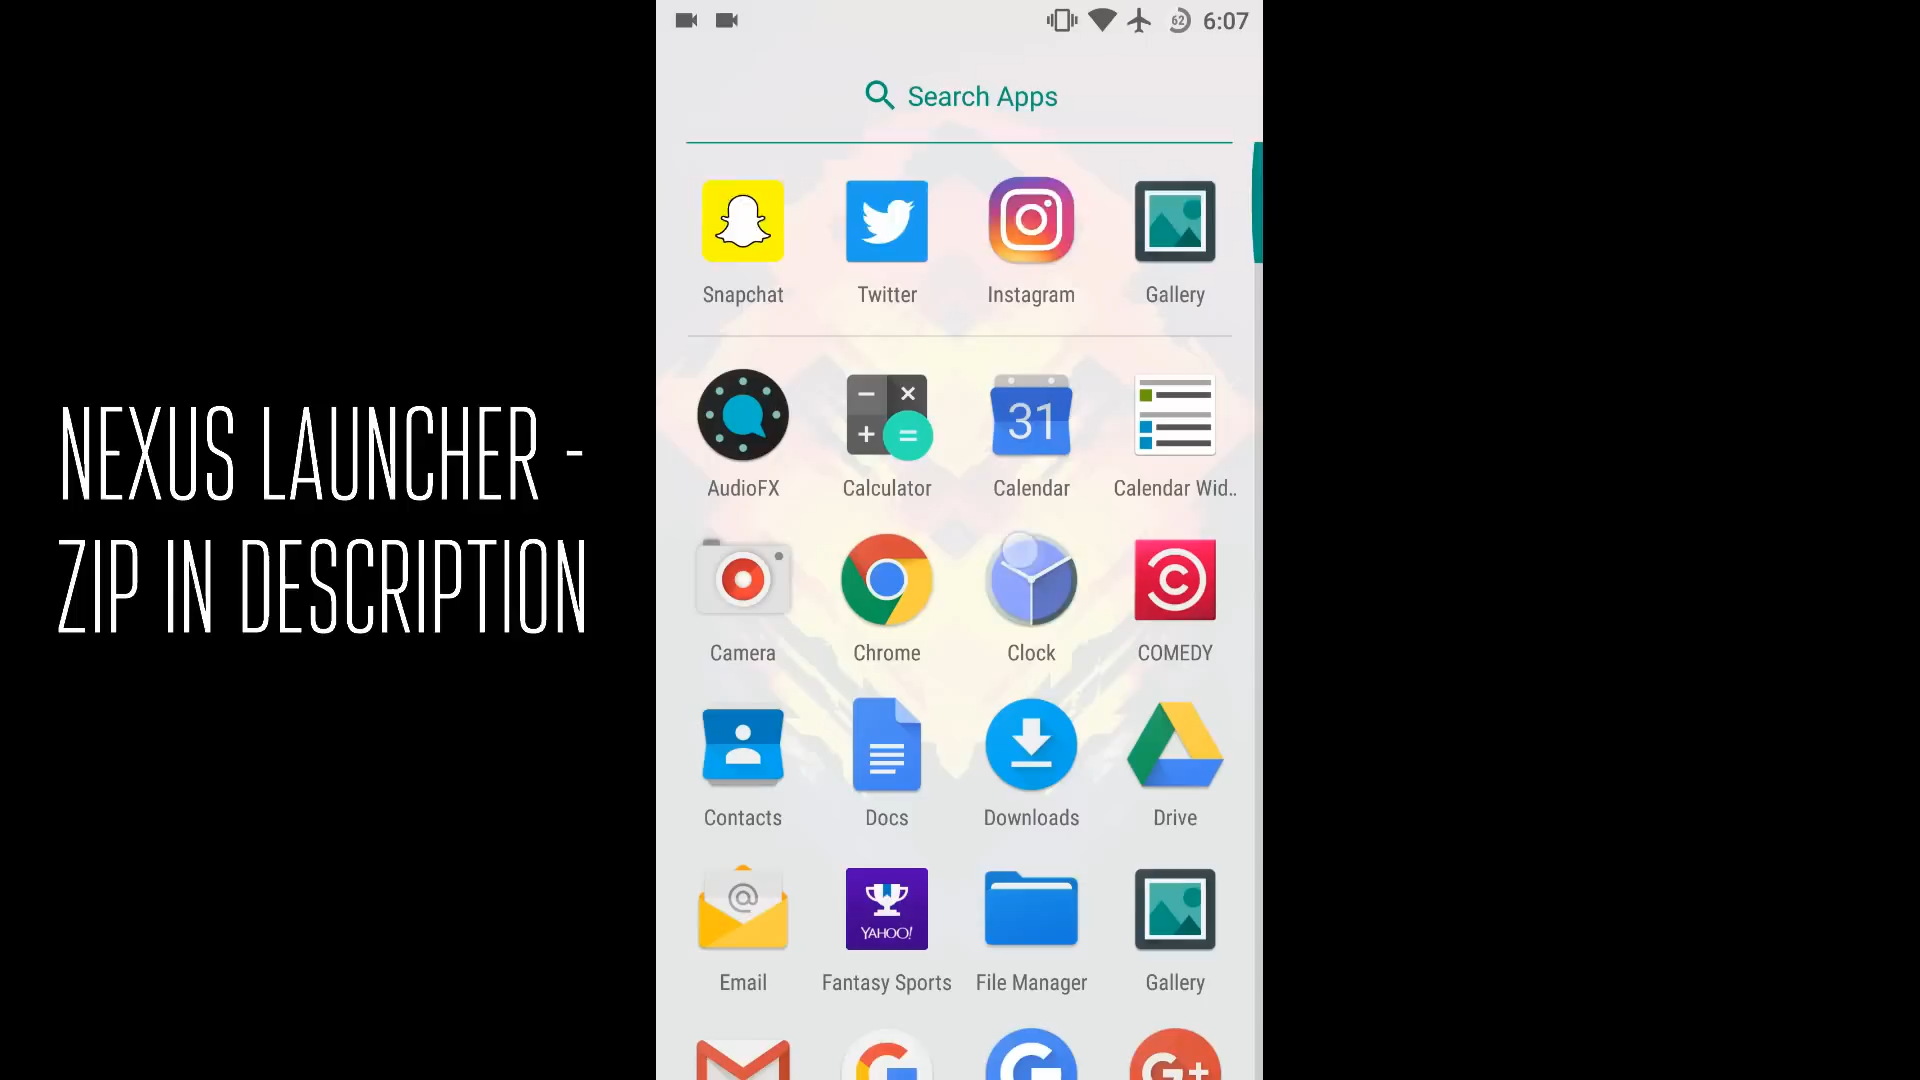 62 6:07
Search Apps
Snapchat Twitter Instagram Gallery
31
AudioFX Calculator Calendar Calendar Wid..
Camera Chrome Clock COMEDY
Contacts Docs Downloads Drive
@ YAHOO!
Email Fantasy Sports File Manager Gallery
G+
NEXUS LAUNCHER -
ZIP IN DESCRIPTION